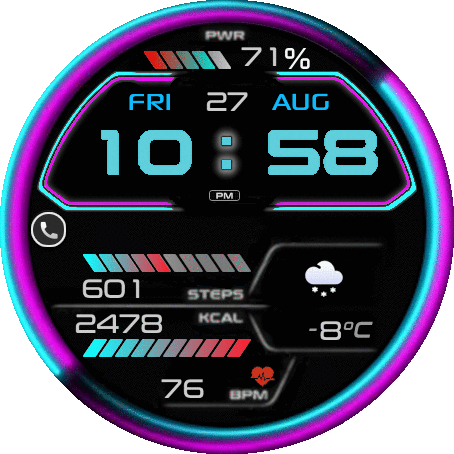 PWR
71%
FRI 27 AUG
10:58
PM
601 STEPS
2478 KCAL
-8°C
76 BPM